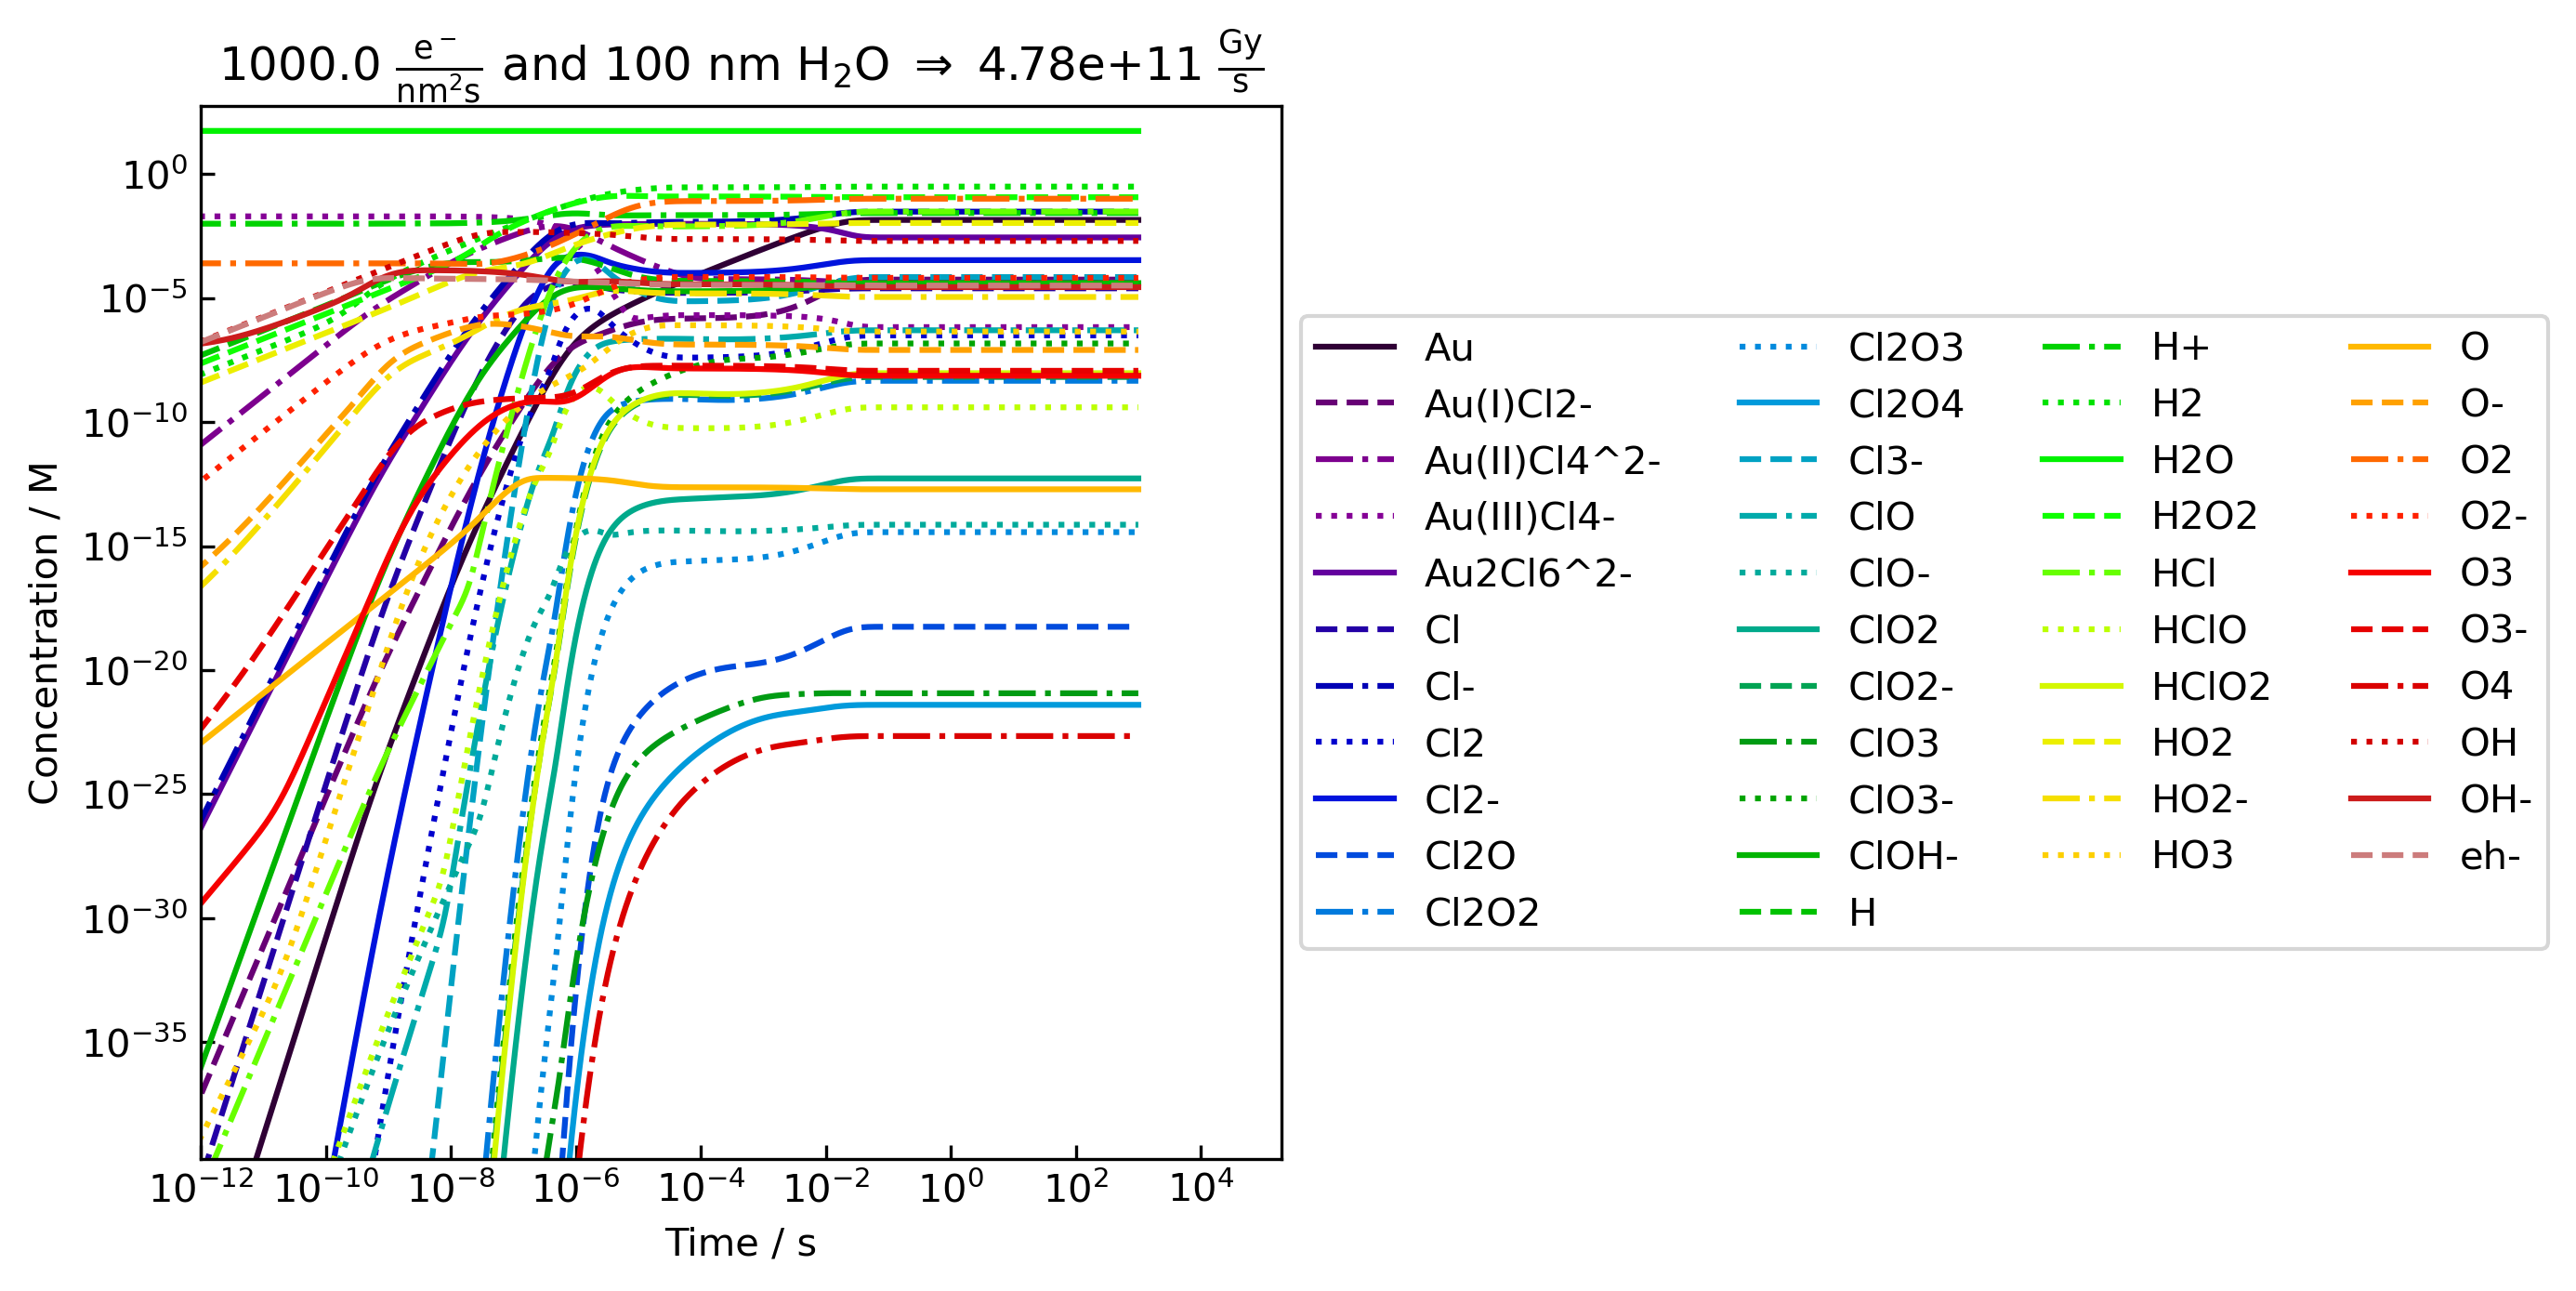 1000.0 e⁻/nm²s and 100 nm H₂O ⇒ 4.78e+11 Gy/s
10⁰
10⁻⁵
10⁻¹⁰
10⁻¹⁵
10⁻²⁰
10⁻²⁵
10⁻³⁰
10⁻³⁵
Concentration / M
10⁻¹² 10⁻¹⁰ 10⁻⁸ 10⁻⁶ 10⁻⁴ 10⁻² 10⁰ 10² 10⁴
Time / s
Au
Au(I)Cl2-
Au(II)Cl4^2-
Au(III)Cl4-
Au2Cl6^2-
Cl
Cl-
Cl2
Cl2-
Cl2O
Cl2O2
Cl2O3
Cl2O4
Cl3-
ClO
ClO-
ClO2
ClO2-
ClO3
ClO3-
ClOH-
H
H+
H2
H2O
H2O2
HCl
HClO
HClO2
HO2
HO2-
HO3
O
O-
O2
O2-
O3
O3-
O4
OH
OH-
eh-